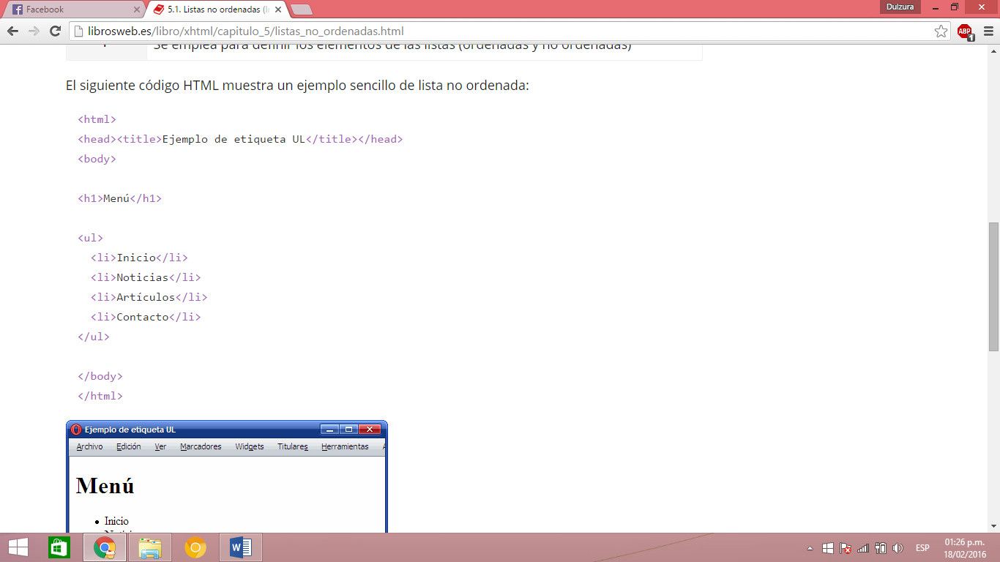 Facebook
5.1. Listas no ordenadas (I
Dulzura
librosweb.es/libro/xhtml/capitulo_5/listas_no_ordenadas.html
ABP
1
Se emplea para definir los elementos de las listas (ordenadas y no ordenadas)
El siguiente código HTML muestra un ejemplo sencillo de lista no ordenada:
<html>
<head><title>Ejemplo de etiqueta UL</title></head>
<body>
<h1>Menú</h1>
<ul>
<li>Inicio</li>
<li>Noticias</li>
<li>Artículos</li>
<li>Contacto</li>
</ul>
</body>
</html>
Ejemplo de etiqueta UL
Archivo Edición Ver Marcadores Widgets Titulares Herramientas
Menú
• Inicio
ESP
01:26 p.m.
18/02/2016